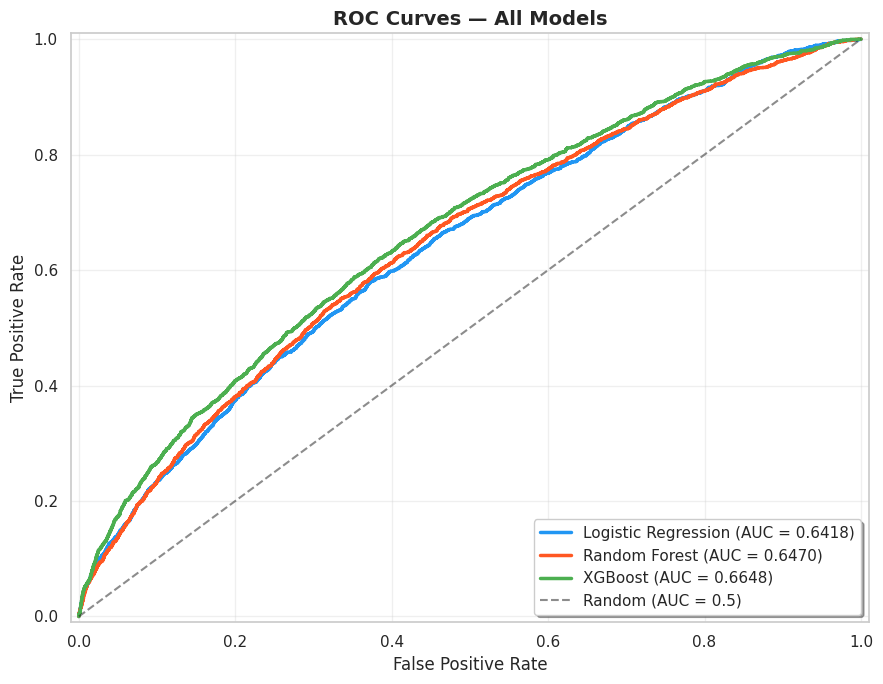 ROC Curves — All Models
True Positive Rate
1.0
0.8
0.6
0.4
0.2
0.0
0.0 0.2 0.4 0.6 0.8 1.0
False Positive Rate
Logistic Regression (AUC = 0.6418)
Random Forest (AUC = 0.6470)
XGBoost (AUC = 0.6648)
Random (AUC = 0.5)